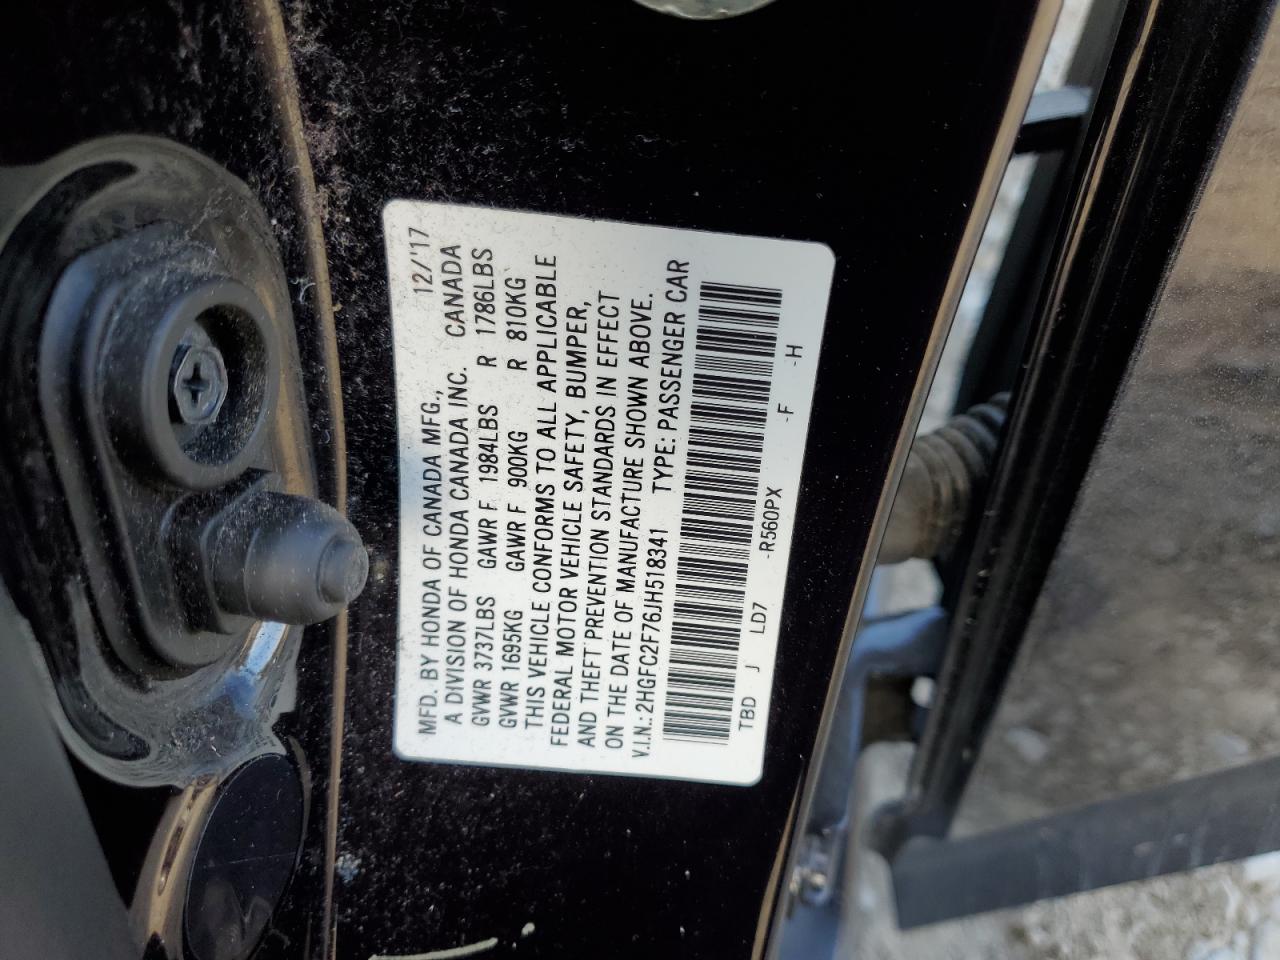 12/'17
MFD. BY HONDA OF CANADA MFG.,
A DIVISION OF HONDA CANADA INC. CANADA
GVWR 3737LBS GAWR F 1984LBS R 1786LBS
GVWR 1695KG GAWR F 900KG R 810KG
THIS VEHICLE CONFORMS TO ALL APPLICABLE
FEDERAL MOTOR VEHICLE SAFETY, BUMPER,
AND THEFT PREVENTION STANDARDS IN EFFECT
ON THE DATE OF MANUFACTURE SHOWN ABOVE.
V.I.N.: 2HGFC2F76JH518341 TYPE: PASSENGER CAR
TBD J LD7 -R560PX -F -H